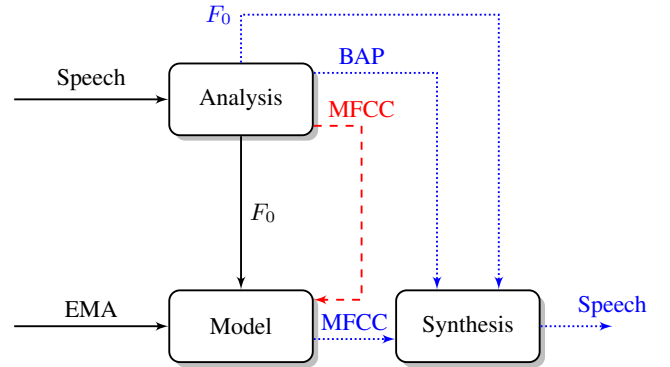 F₀
BAP
Speech
Analysis
MFCC
F₀
EMA
Model
MFCC
Synthesis
Speech